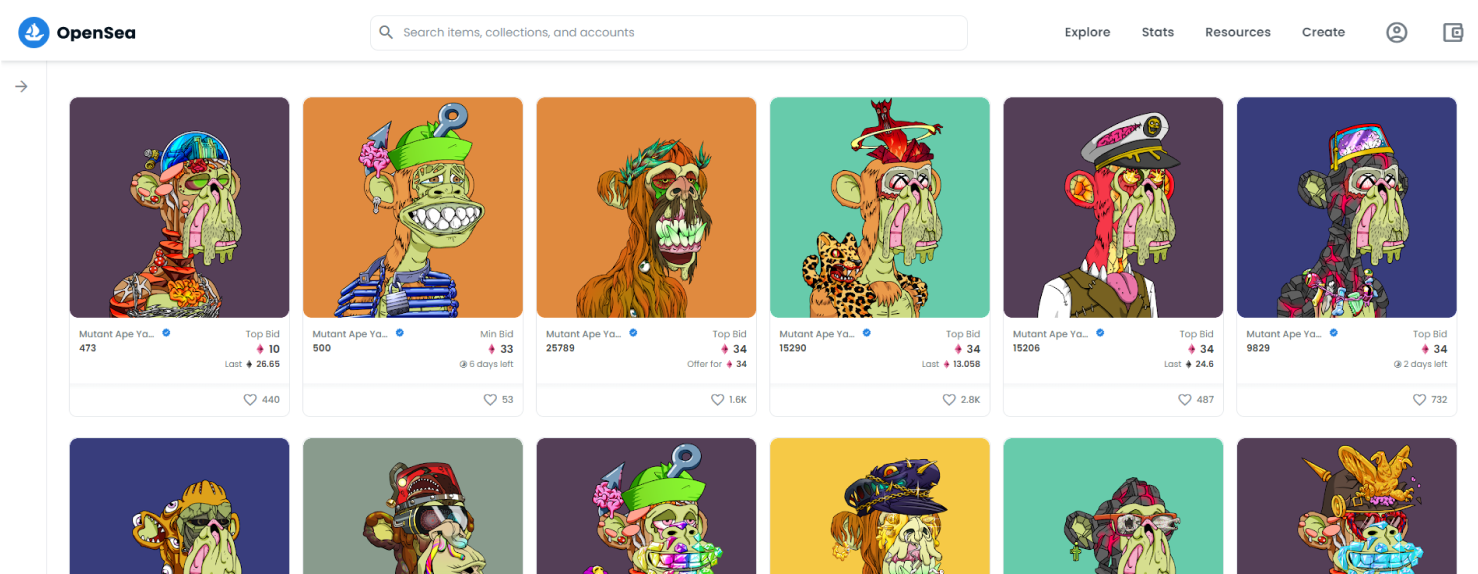 OpenSea
Search items, collections, and accounts
Explore
Stats
Resources
Create
Mutant Ape Ya...
Top Bid
473
10
Last 26.65
440
Mutant Ape Ya...
Min Bid
500
33
6 days left
53
Mutant Ape Ya...
Top Bid
25789
34
Offer for 34
1.6K
Mutant Ape Ya...
Top Bid
15290
34
Last 13.058
2.8K
Mutant Ape Ya...
Top Bid
15206
34
Last 24.6
487
Mutant Ape Ya...
Top Bid
9829
34
2 days left
732